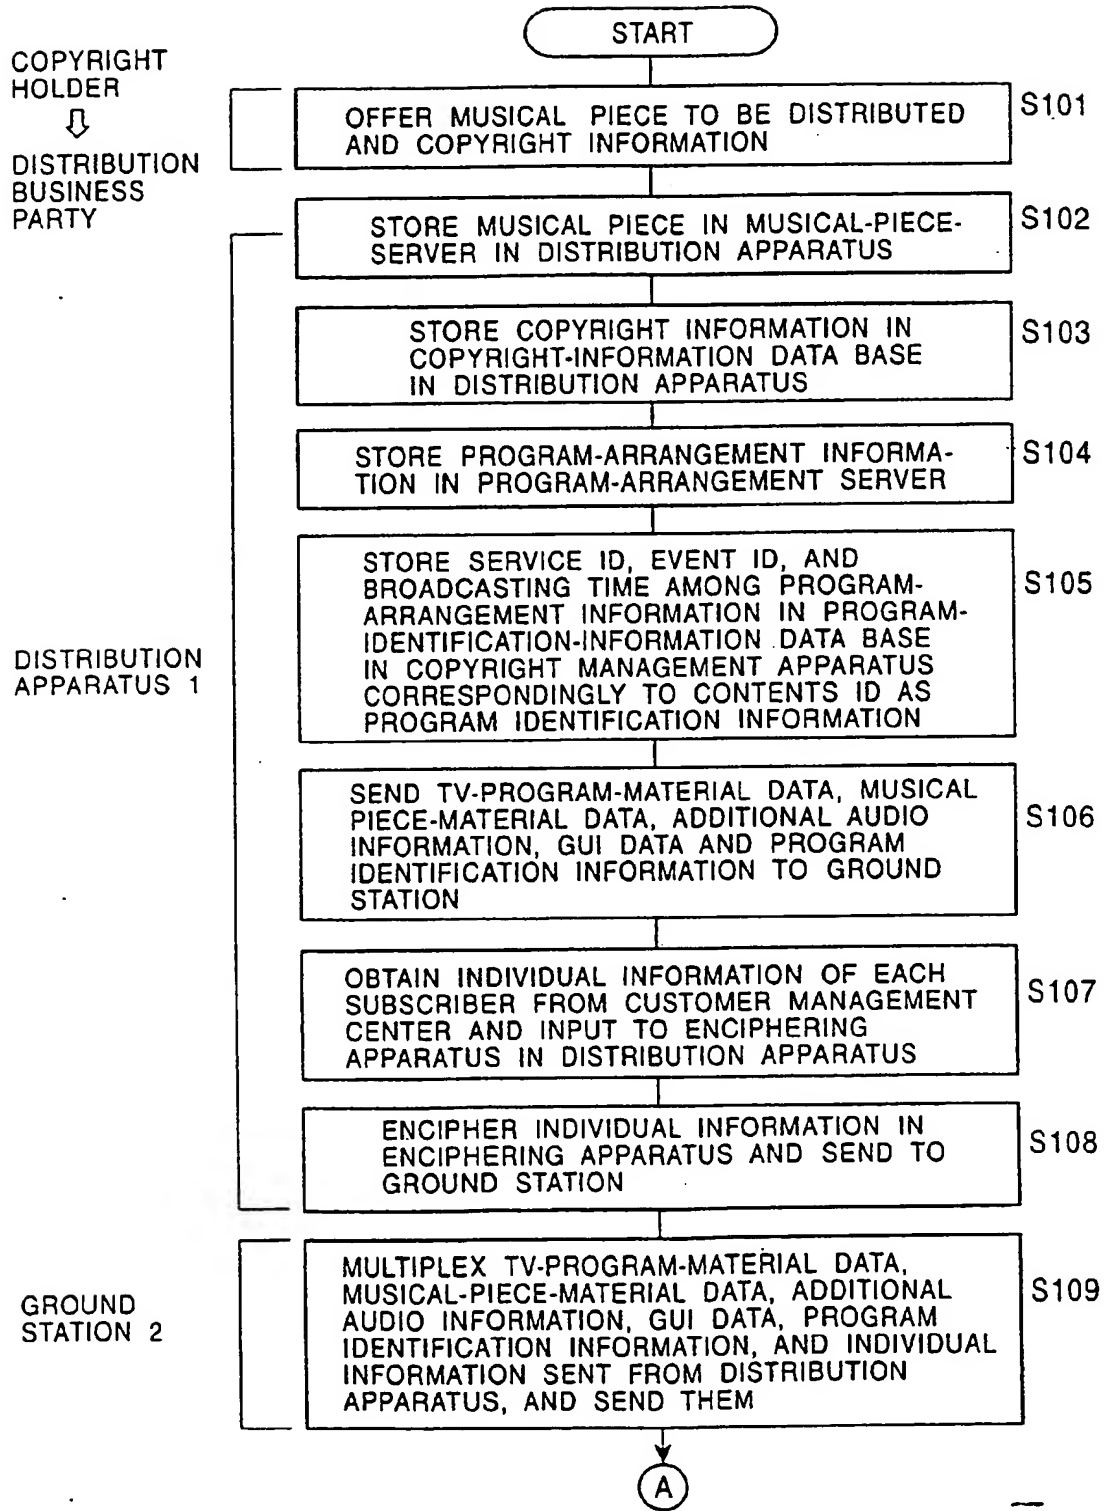 START
COPYRIGHT
HOLDER
⇩
DISTRIBUTION
BUSINESS
PARTY
OFFER MUSICAL PIECE TO BE DISTRIBUTED
AND COPYRIGHT INFORMATION
S101
STORE MUSICAL PIECE IN MUSICAL-PIECE-
SERVER IN DISTRIBUTION APPARATUS
S102
STORE COPYRIGHT INFORMATION IN
COPYRIGHT-INFORMATION DATA BASE
IN DISTRIBUTION APPARATUS
S103
STORE PROGRAM-ARRANGEMENT INFORMA-
TION IN PROGRAM-ARRANGEMENT SERVER
S104
DISTRIBUTION
APPARATUS 1
STORE SERVICE ID, EVENT ID, AND
BROADCASTING TIME AMONG PROGRAM-
ARRANGEMENT INFORMATION IN PROGRAM-
IDENTIFICATION-INFORMATION DATA BASE
IN COPYRIGHT MANAGEMENT APPARATUS
CORRESPONDINGLY TO CONTENTS ID AS
PROGRAM IDENTIFICATION INFORMATION
S105
SEND TV-PROGRAM-MATERIAL DATA, MUSICAL
PIECE-MATERIAL DATA, ADDITIONAL AUDIO
INFORMATION, GUI DATA AND PROGRAM
IDENTIFICATION INFORMATION TO GROUND
STATION
S106
OBTAIN INDIVIDUAL INFORMATION OF EACH
SUBSCRIBER FROM CUSTOMER MANAGEMENT
CENTER AND INPUT TO ENCIPHERING
APPARATUS IN DISTRIBUTION APPARATUS
S107
ENCIPHER INDIVIDUAL INFORMATION IN
ENCIPHERING APPARATUS AND SEND TO
GROUND STATION
S108
GROUND
STATION 2
MULTIPLEX TV-PROGRAM-MATERIAL DATA,
MUSICAL-PIECE-MATERIAL DATA, ADDITIONAL
AUDIO INFORMATION, GUI DATA, PROGRAM
IDENTIFICATION INFORMATION, AND INDIVIDUAL
INFORMATION SENT FROM DISTRIBUTION
APPARATUS, AND SEND THEM
S109
A